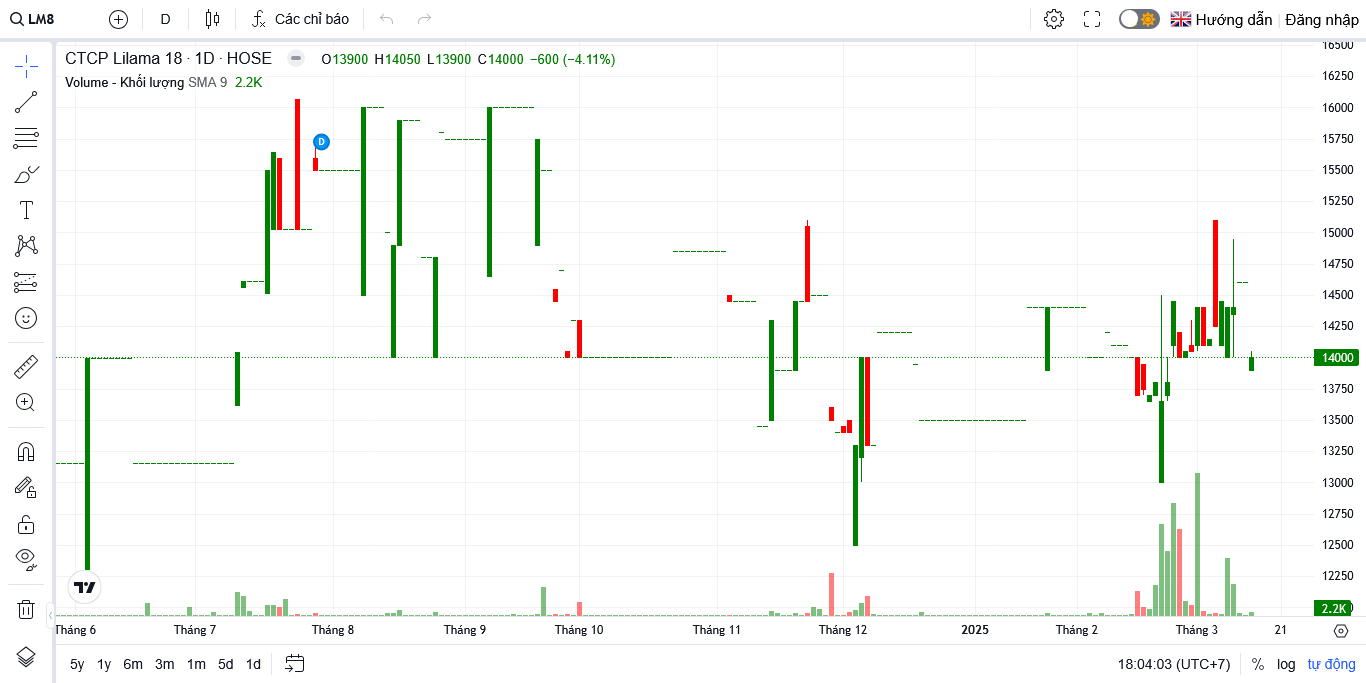 LM8 D Các chỉ báo Hướng dẫn Đăng nhập
CTCP Lilama 18 · 1D · HOSE O13900 H14050 L13900 C14000 −600 (−4.11%)
Volume - Khối lượng SMA 9 2.2K
D
16500
16250
16000
15750
15500
15250
15000
14750
14500
14250
14000
13750
13500
13250
13000
12750
12500
12250
2.2K
Tháng 6 Tháng 7 Tháng 8 Tháng 9 Tháng 10 Tháng 11 Tháng 12 2025 Tháng 2 Tháng 3 21
5y 1y 6m 3m 1m 5d 1d 18:04:03 (UTC+7) % log tự động